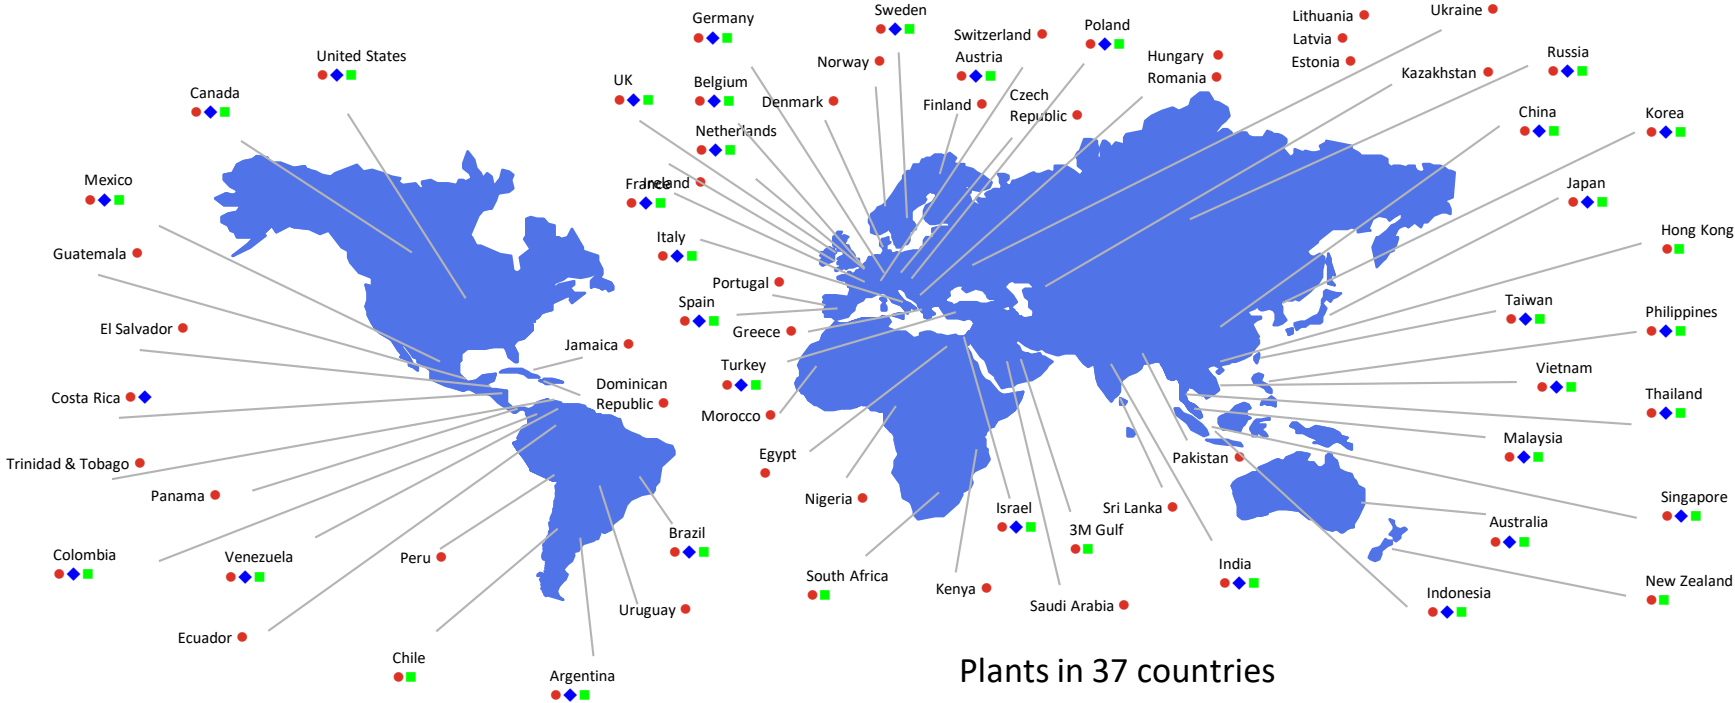 Germany
Sweden
Switzerland
Poland
Lithuania
Ukraine
Latvia
Estonia
United States
Norway
Austria
Hungary
Romania
Kazakhstan
Russia
Canada
UK
Belgium
Denmark
Finland
Czech
Republic
China
Korea
Netherlands
Mexico
France
Ireland
Japan
Guatemala
Italy
Hong Kong
Portugal
Spain
Taiwan
Philippines
El Salvador
Jamaica
Greece
Turkey
Vietnam
Costa Rica
Dominican
Republic
Morocco
Thailand
Malaysia
Trinidad & Tobago
Panama
Egypt
Pakistan
Nigeria
Israel
Sri Lanka
Singapore
3M Gulf
Australia
Colombia
Venezuela
Peru
Brazil
South Africa
Kenya
Saudi Arabia
India
Indonesia
New Zealand
Ecuador
Uruguay
Chile
Argentina
Plants in 37 countries